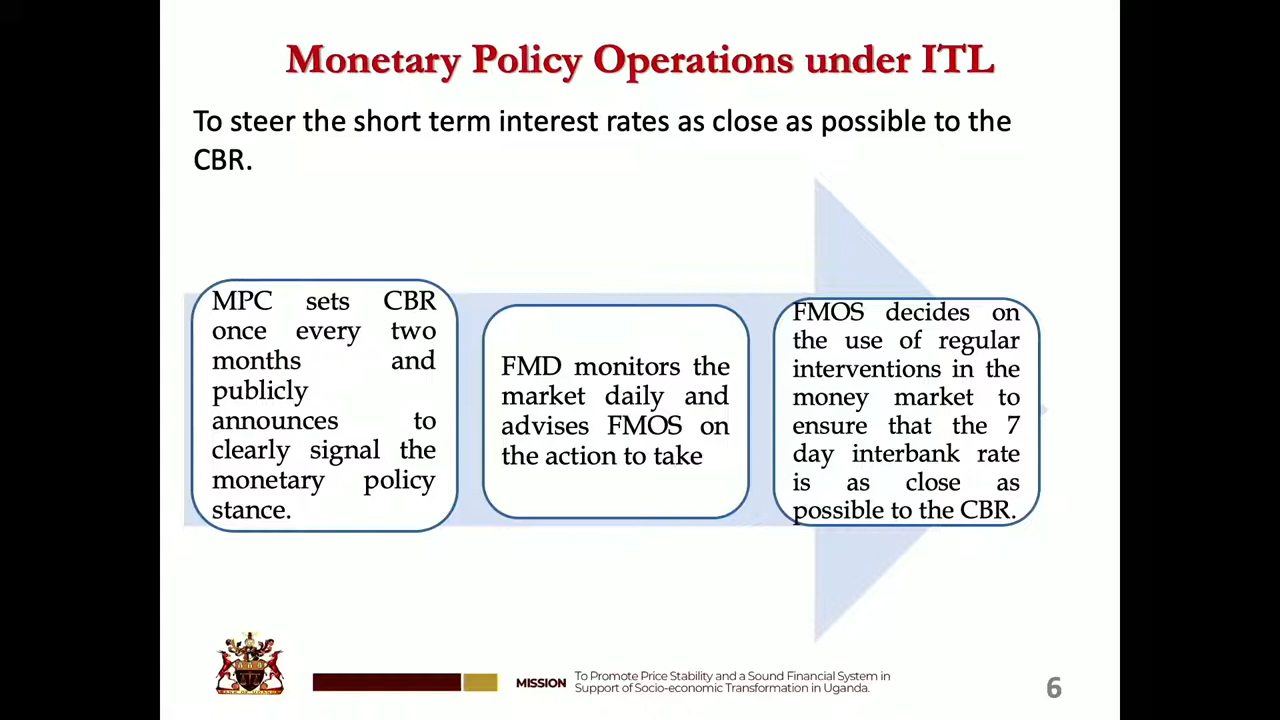 Monetary Policy Operations under ITL
To steer the short term interest rates as close as possible to the
CBR.
MPC sets CBR
once every two
months and
publicly
announces to
clearly signal the
monetary policy
stance.
FMD monitors the
market daily and
advises FMOS on
the action to take
FMOS decides on
the use of regular
interventions in the
money market to
ensure that the 7
day interbank rate
is as close as
possible to the CBR.
MISSION
To Promote Price Stability and a Sound Financial System in
Support of Socio-economic Transformation in Uganda.
6